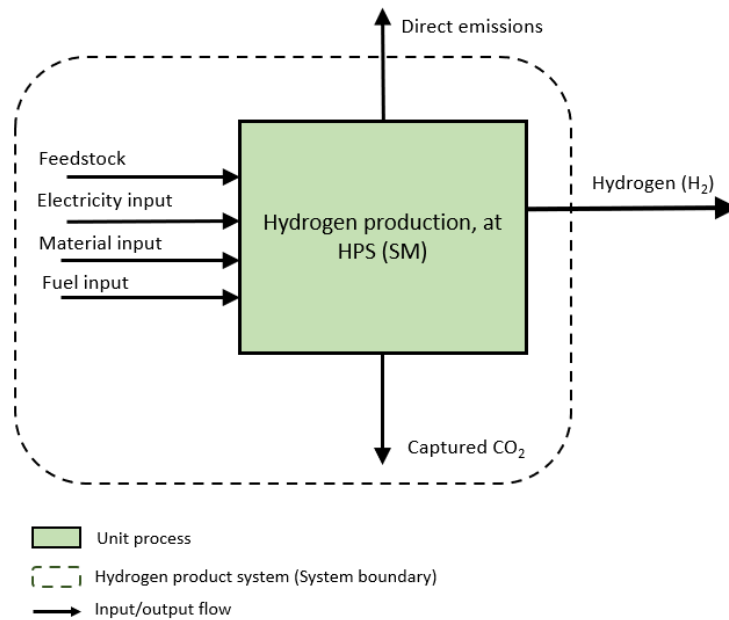 Direct emissions
Feedstock
Electricity input
Material input
Fuel input
Hydrogen production, at
HPS (SM)
Hydrogen (H₂)
Captured CO₂
Unit process
Hydrogen product system (System boundary)
Input/output flow